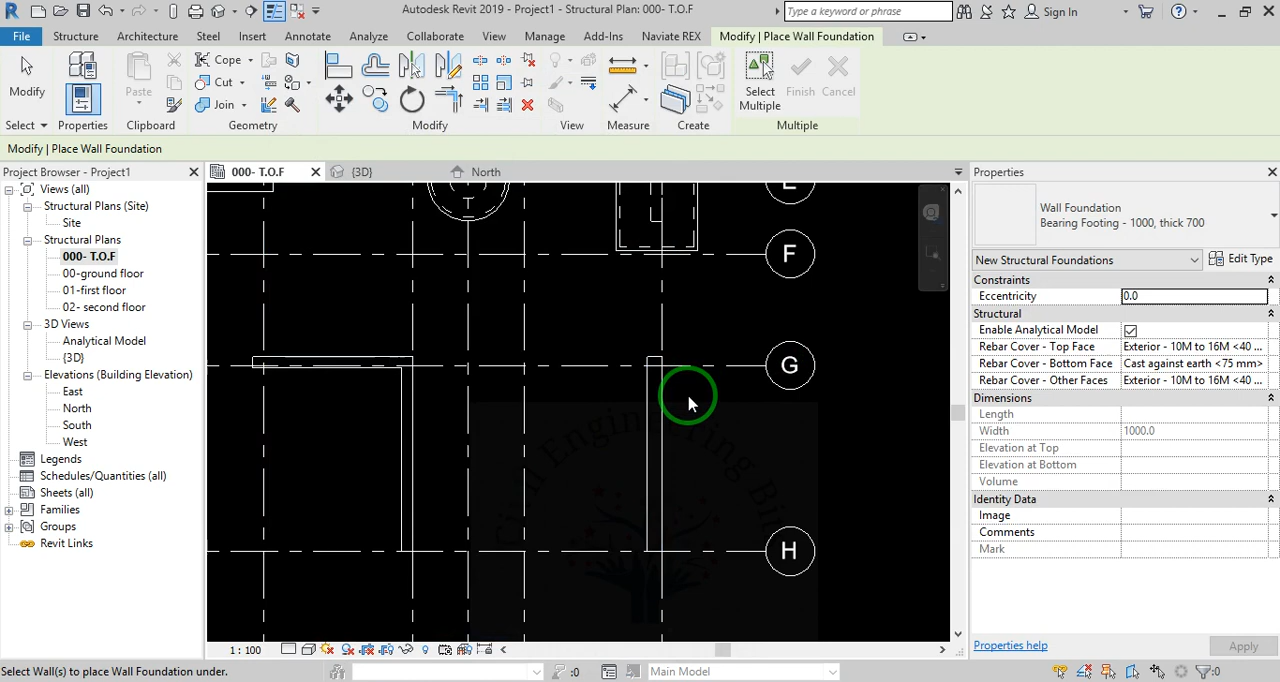 Autodesk Revit 2019 - Project1 - Structural Plan: 000- T.O.F
Type a keyword or phrase
Sign In
File Structure Architecture Steel Insert Annotate Analyze Collaborate View Manage Add-Ins Naviate REX Modify | Place Wall Foundation
Modify
Paste
Cope
Cut
Join
Select Multiple
Finish
Cancel
Select Properties Clipboard Geometry Modify View Measure Create Multiple
Modify | Place Wall Foundation
Project Browser - Project1
000- T.O.F
{3D}
North
Properties
Views (all)
Structural Plans (Site)
Site
Structural Plans
000- T.O.F
00-ground floor
01-first floor
02- second floor
3D Views
Analytical Model
{3D}
Elevations (Building Elevation)
East
North
South
West
Legends
Schedules/Quantities (all)
Sheets (all)
Families
Groups
Revit Links
E
F
G
H
Wall Foundation
Bearing Footing - 1000, thick 700
New Structural Foundations
Edit Type
Constraints
Eccentricity 0.0
Structural
Enable Analytical Model
Rebar Cover - Top Face Exterior - 10M to 16M <40 ...
Rebar Cover - Bottom Face Cast against earth <75 mm>
Rebar Cover - Other Faces Exterior - 10M to 16M <40 ...
Dimensions
Length
Width 1000.0
Elevation at Top
Elevation at Bottom
Volume
Identity Data
Image
Comments
Mark
Properties help
Apply
1 : 100
Select Wall(s) to place Wall Foundation under.
:0
Main Model
:0